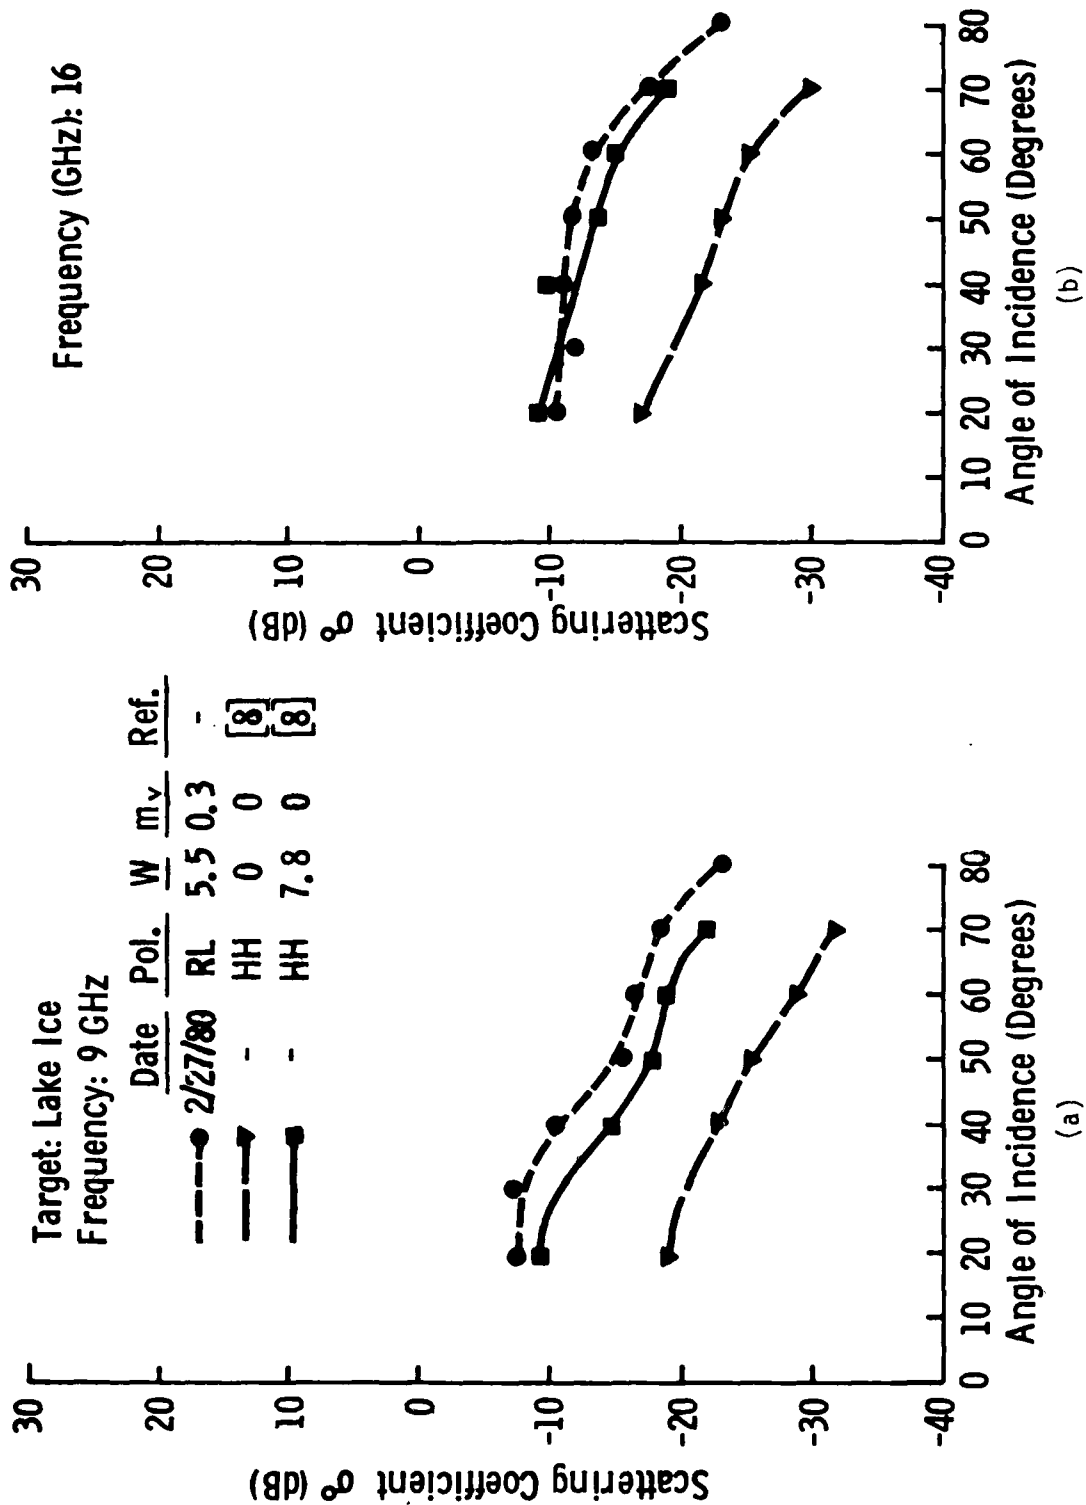 Target: Lake Ice
Frequency: 9 GHz
Date Pol. W mv Ref.
2/27/80 RL 5.5 0.3 -
- HH 0 0 [8]
- HH 7.8 0 [8]
30
20
10
0
-10
-20
-30
-40
Scattering Coefficient σ° (dB)
0 10 20 30 40 50 60 70 80
Angle of Incidence (Degrees)
(a)
Frequency (GHz): 16
30
20
10
0
-10
-20
-30
-40
Scattering Coefficient σ° (dB)
0 10 20 30 40 50 60 70 80
Angle of Incidence (Degrees)
(b)